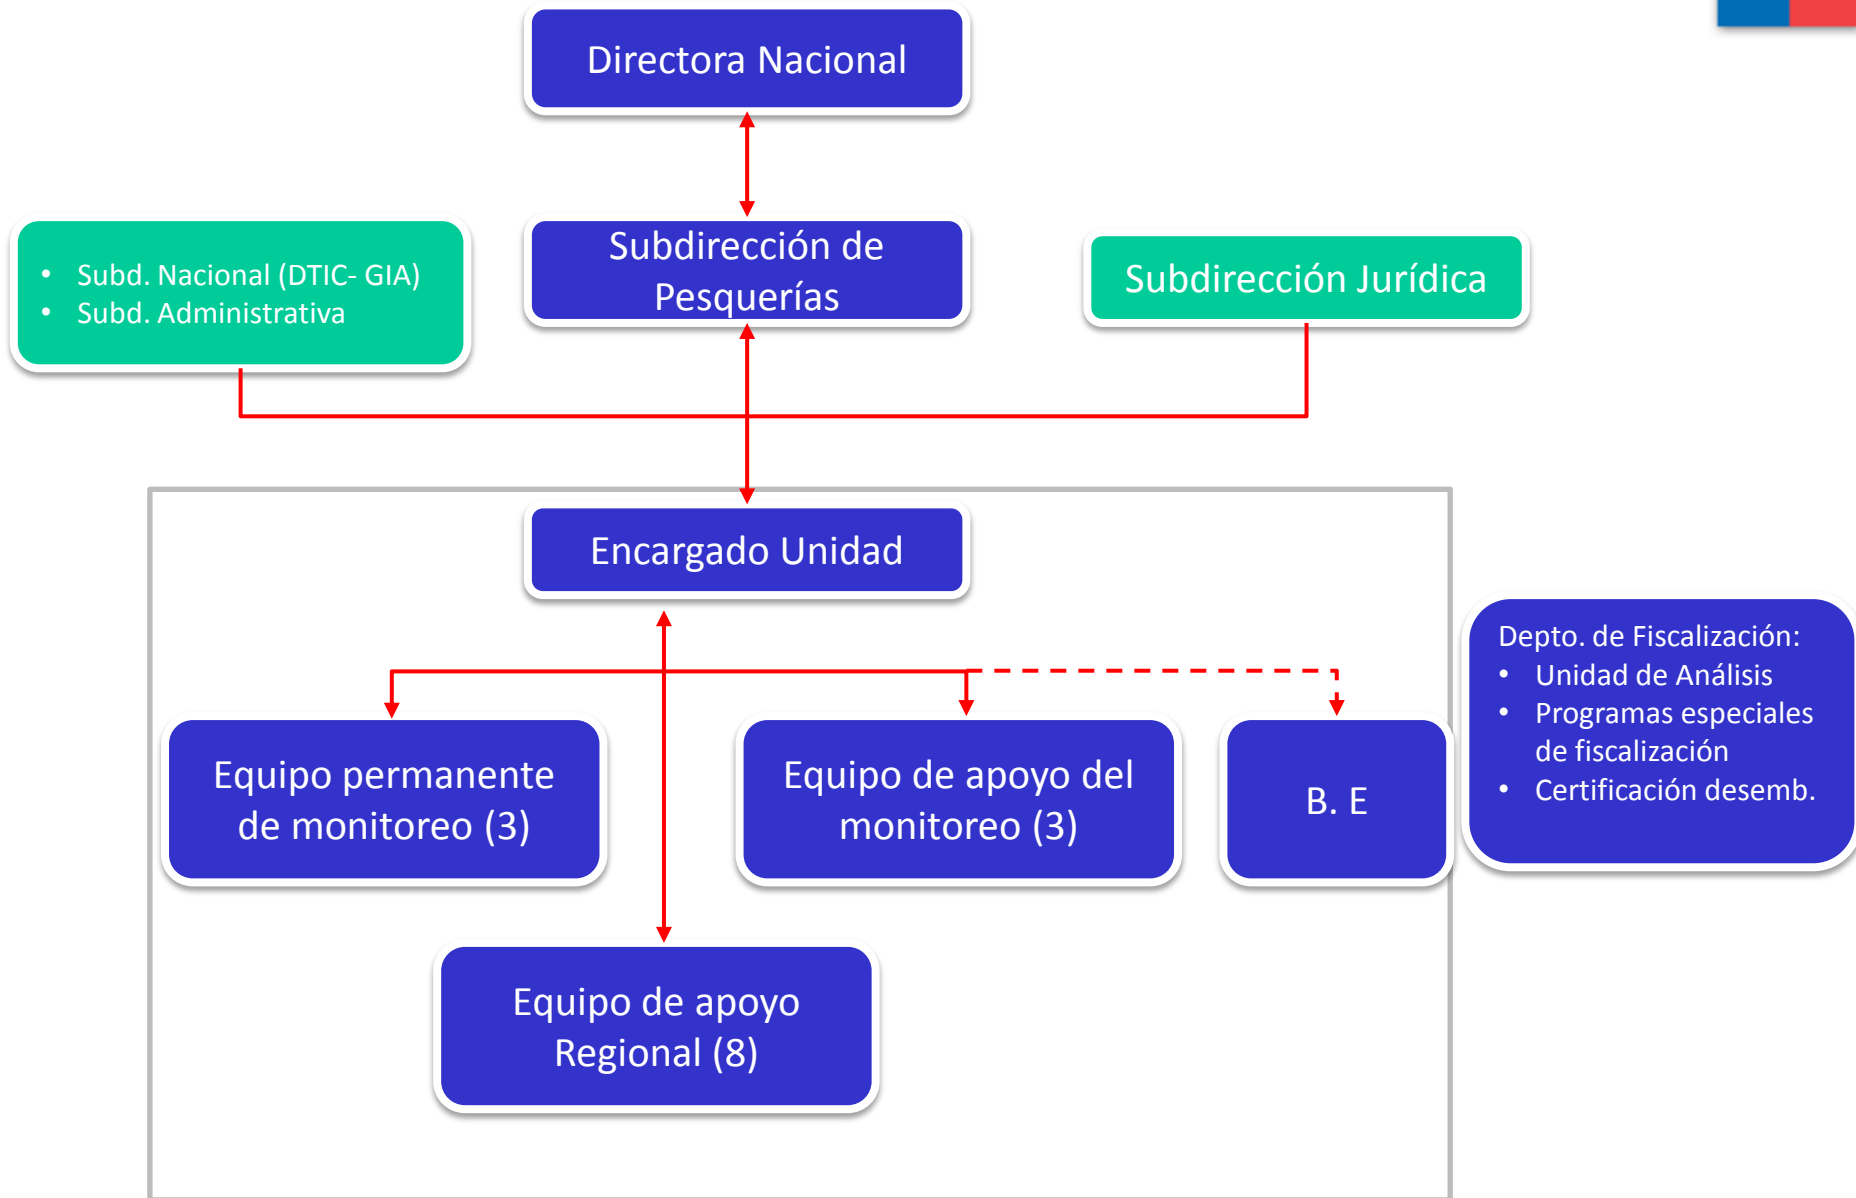 Directora Nacional
• Subd. Nacional (DTIC- GIA)
• Subd. Administrativa
Subdirección de
Pesquerías
Subdirección Jurídica
Encargado Unidad
Equipo permanente
de monitoreo (3)
Equipo de apoyo del
monitoreo (3)
B. E
Depto. de Fiscalización:
• Unidad de Análisis
• Programas especiales
de fiscalización
• Certificación desemb.
Equipo de apoyo
Regional (8)